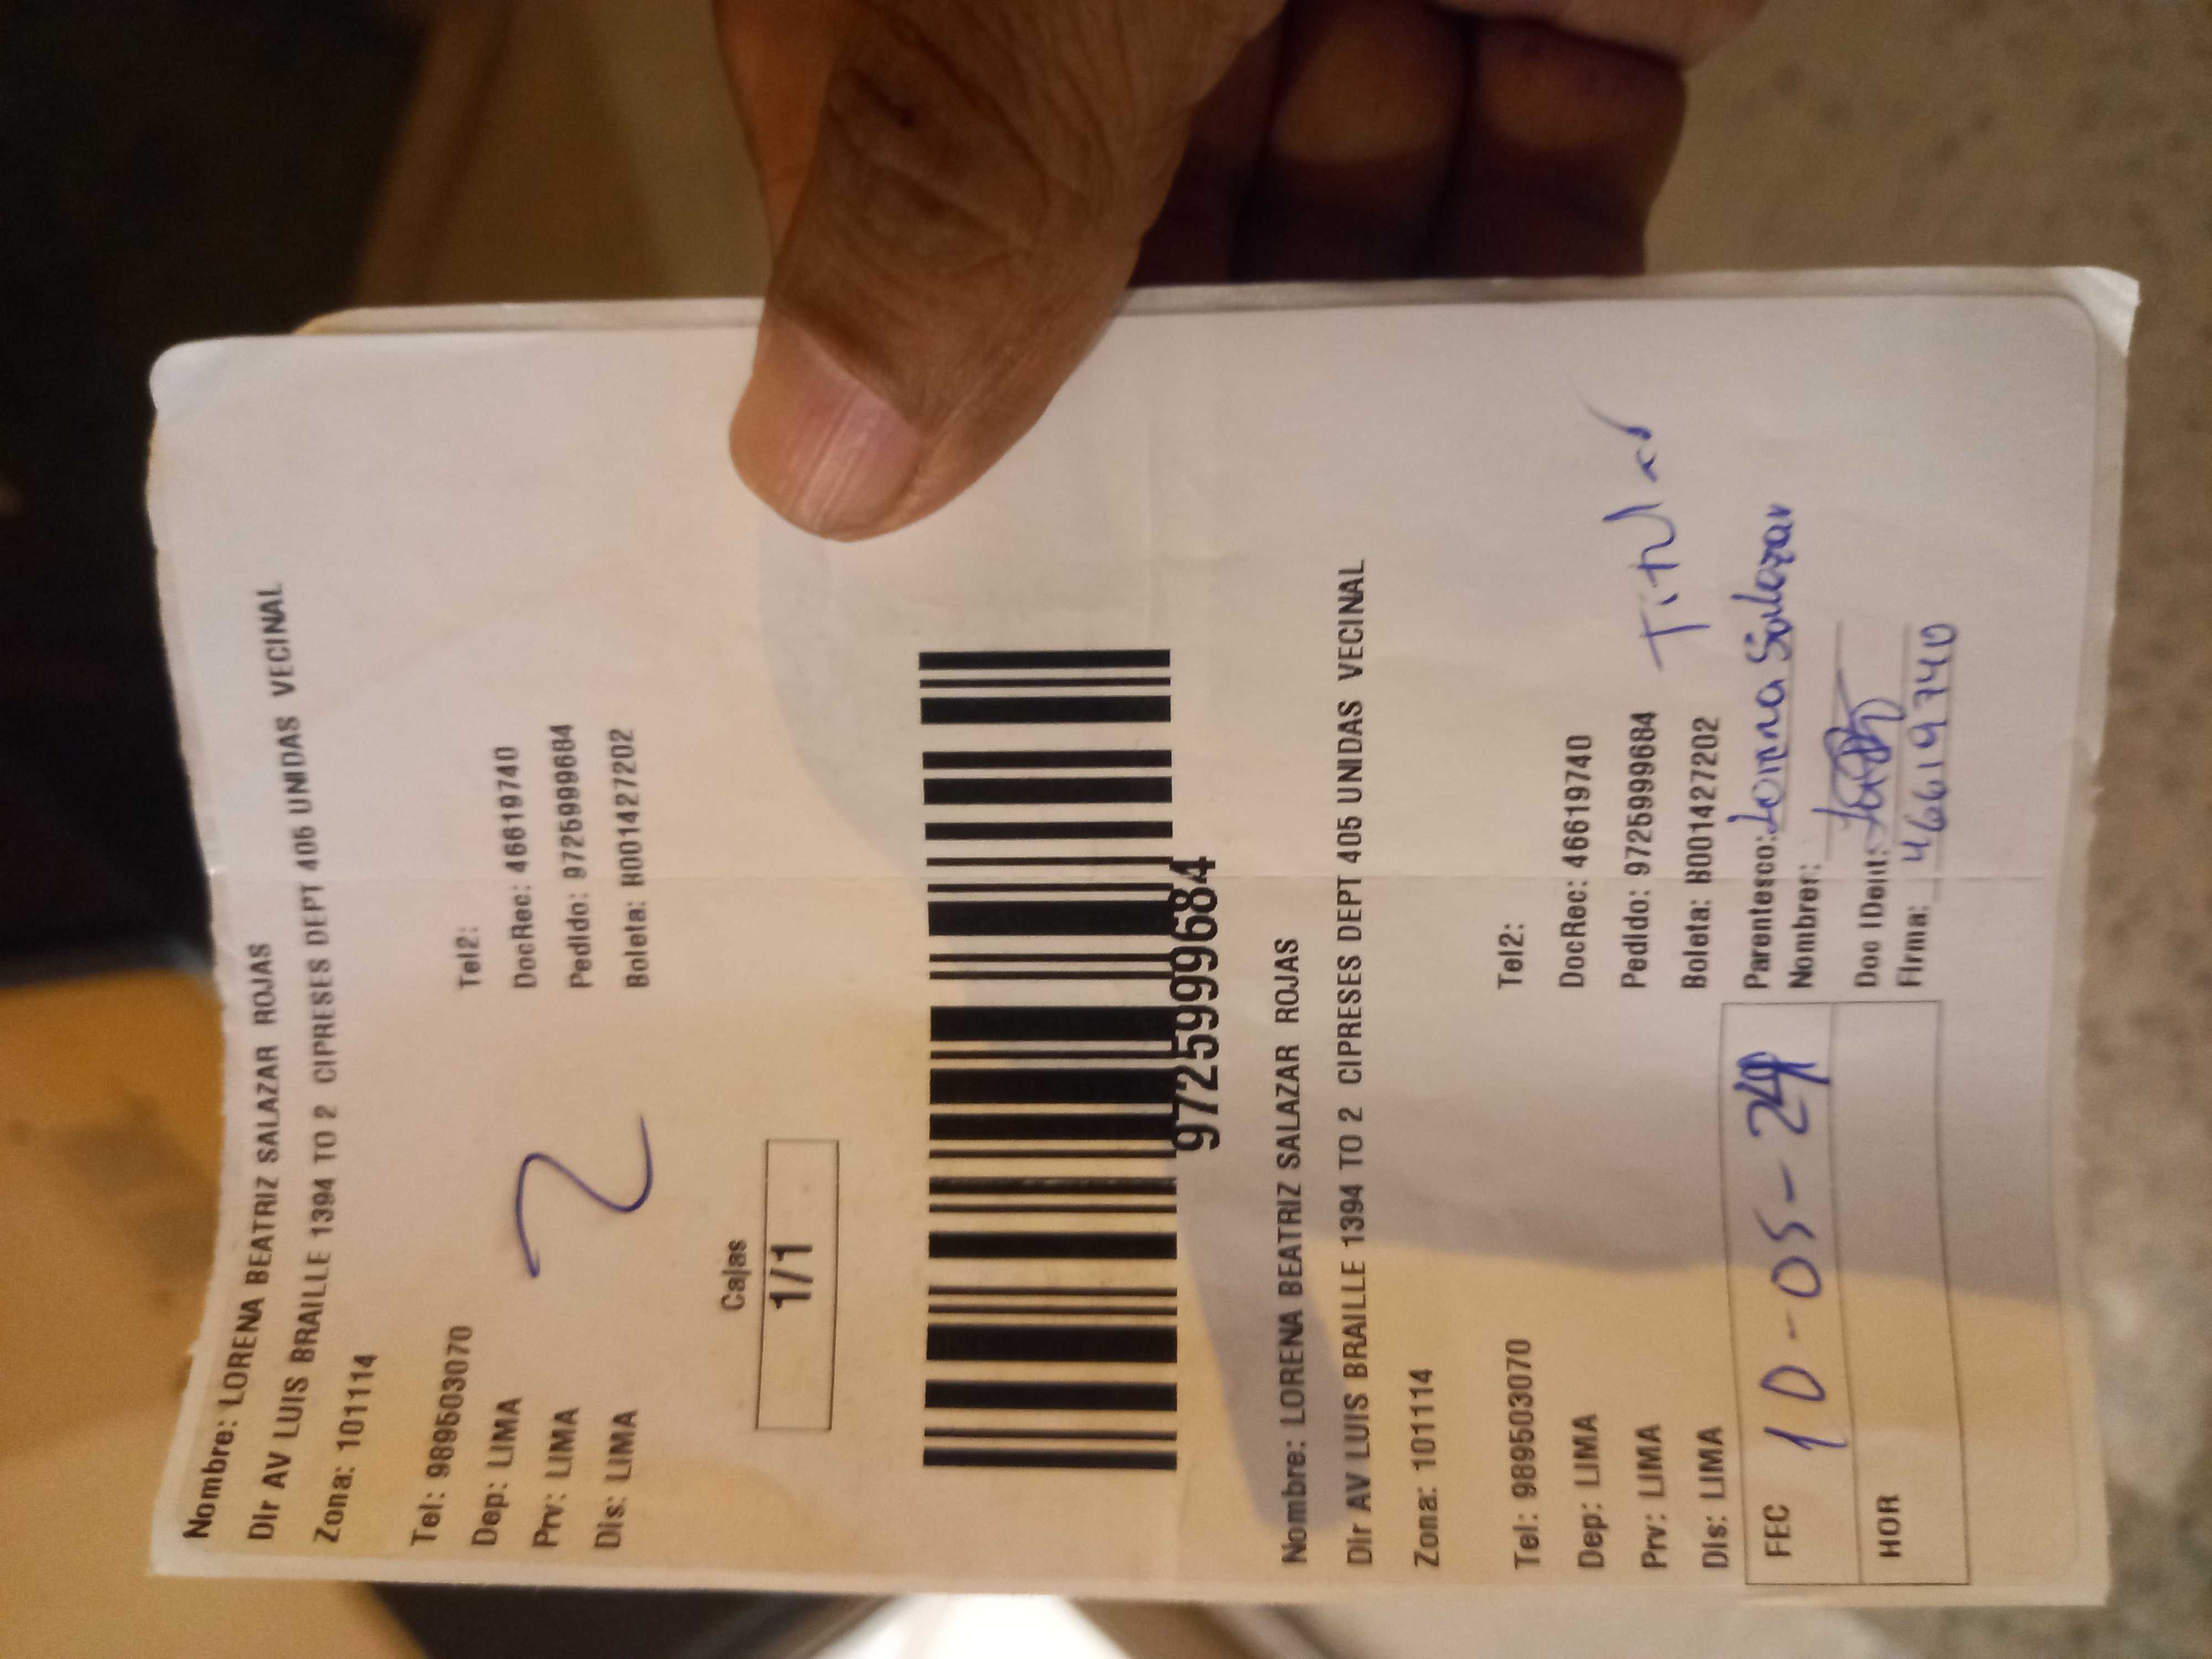 Nombre: LORENA BEATRIZ SALAZAR ROJAS
Dir AV LUIS BRAILLE 1394 TO 2 CIPRESES DEPT 405 UNIDAS VECINAL
Zona: 101114
Tel: 989503070 Tel2:
Dep: LIMA DocRec: 46619740
Prv: LIMA Pedido: 97259999684
Dis: LIMA Boleta: B001427202
Cajas
1/1
97259999684
Nombre: LORENA BEATRIZ SALAZAR ROJAS
Dir AV LUIS BRAILLE 1394 TO 2 CIPRESES DEPT 405 UNIDAS VECINAL
Zona: 101114
Tel: 989503070 Tel2:
Dep: LIMA DocRec: 46619740
Prv: LIMA Pedido: 97259999684
Titular
Dis: LIMA Boleta: B001427202
FEC 10-05-24
Parentesco: Lorena Salazar
Nombre:
HOR
Doc IDent:
Firma: 46619740